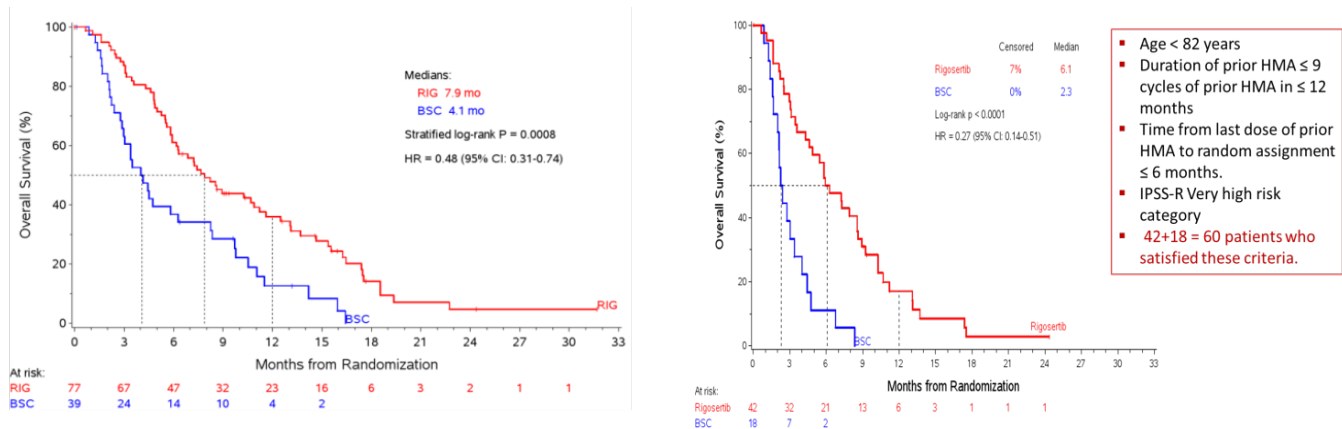 100
80
60
40
20
0
Overall Survival (%)
Medians:
RIG 7.9 mo
BSC 4.1 mo
Stratified log-rank P = 0.0008
HR = 0.48 (95% CI: 0.31-0.74)
RIG
BSC
0 3 6 9 12 15 18 21 24 27 30 33
Months from Randomization
At risk:
RIG 77 67 47 32 23 16 6 3 2 1 1
BSC 39 24 14 10 4 2
100
80
60
40
20
0
Overall Survival (%)
Censored Median
Rigosertib 7% 6.1
BSC 0% 2.3
Log-rank p < 0.0001
HR = 0.27 (95% CI: 0.14-0.51)
Rigosertib
BSC
0 3 6 9 12 15 18 21 24 27 30 33
Months from Randomization
At risk:
Rigosertib 42 32 21 13 6 3 1 1 1
BSC 18 7 2
▪ Age < 82 years
▪ Duration of prior HMA ≤ 9
cycles of prior HMA in ≤ 12
months
▪ Time from last dose of prior
HMA to random assignment
≤ 6 months.
▪ IPSS-R Very high risk
category
▪ 42+18 = 60 patients who
satisfied these criteria.